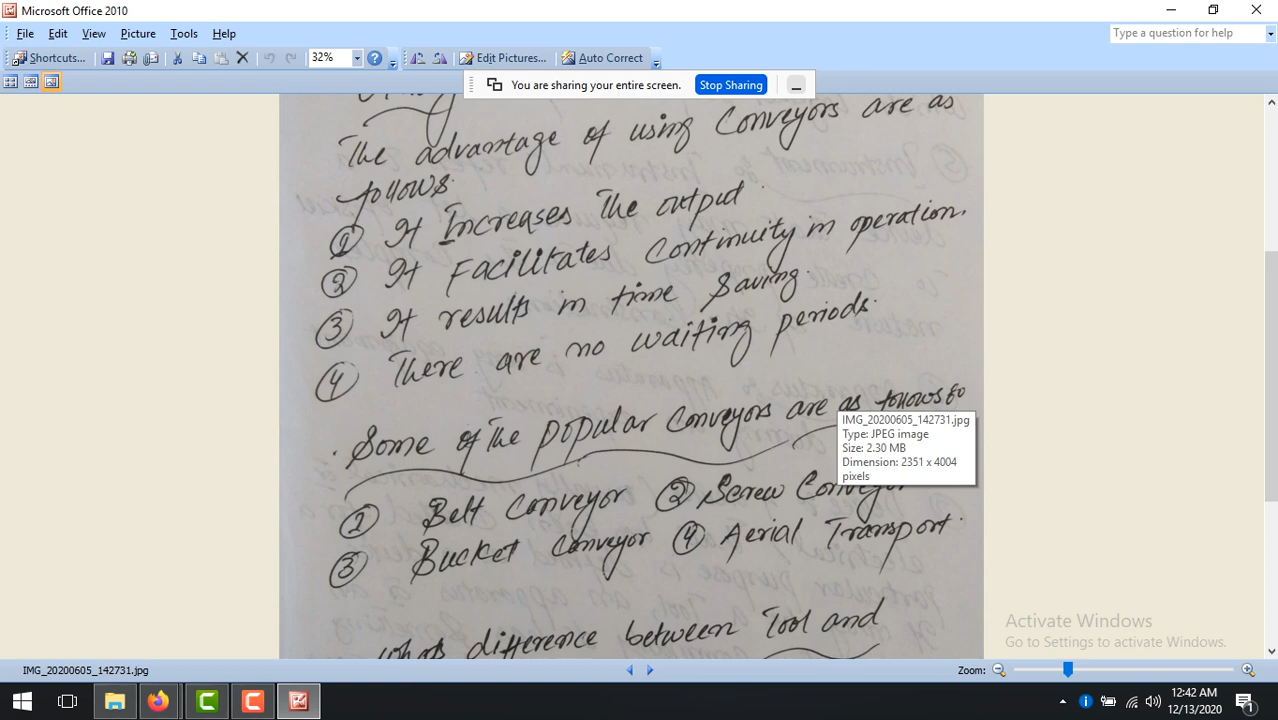 Microsoft Office 2010
File Edit View Picture Tools Help
Type a question for help
Shortcuts... 32% Edit Pictures... Auto Correct
You are sharing your entire screen. Stop Sharing
The advantage of using Conveyors are as
follows.
① It Increases The output.
② It Facilitates Continuity in operation.
③ It results in time Saving.
④ There are no waiting periods.
Some of The popular Conveyors are as follows
IMG_20200605_142731.jpg
Type: JPEG image
Size: 2.30 MB
Dimension: 2351 x 4004
pixels
① Belt Conveyor ② Screw Conveyor
③ Bucket Conveyor ④ Aerial Transport.
difference between Tool and
Activate Windows
Go to Settings to activate Windows.
IMG_20200605_142731.jpg
Zoom:
12:42 AM
12/13/2020
1